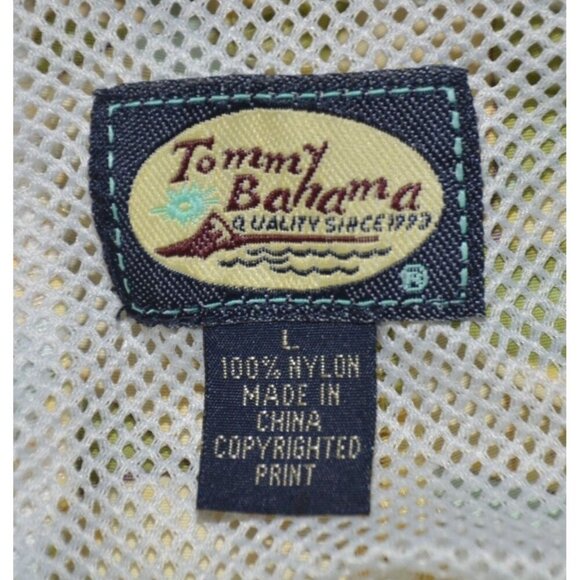 Tommy
Bahama
QUALITY SINCE 1993
®
L
100% NYLON
MADE IN
CHINA
COPYRIGHTED
PRINT